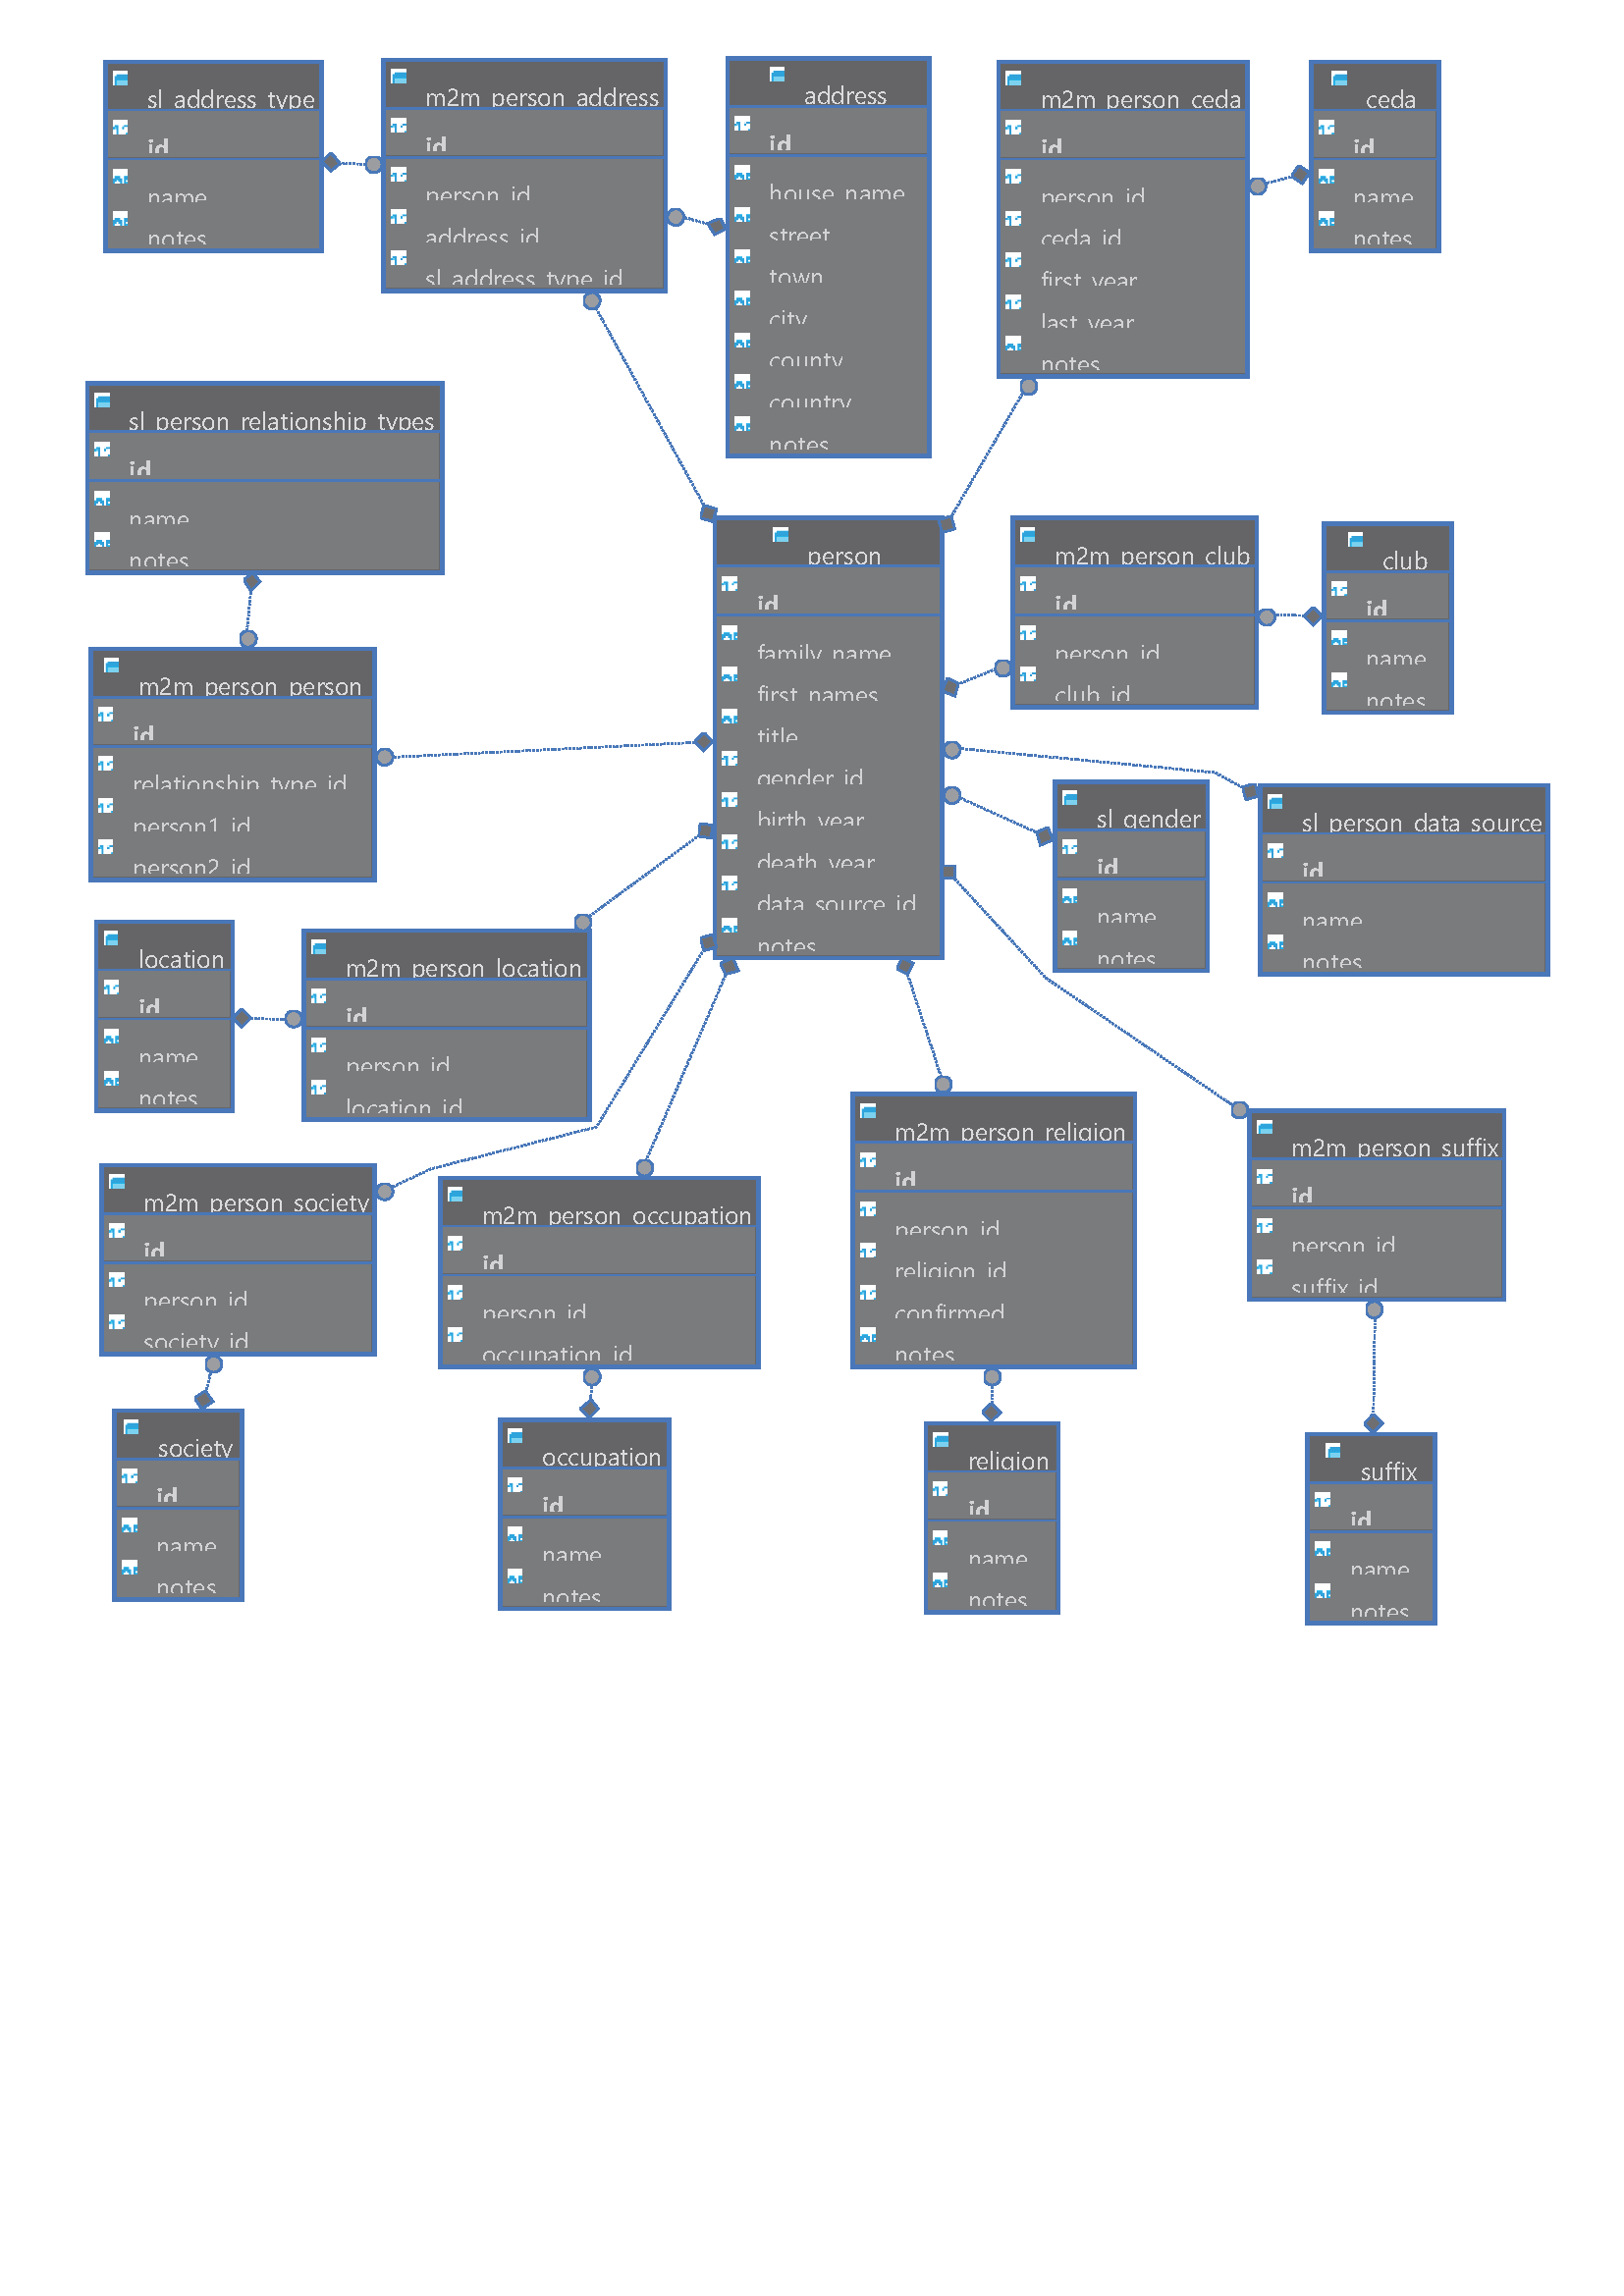 sl_address_type
id
name
notes
m2m_person_address
id
person_id
address_id
sl_address_type_id
address
id
house_name
street
town
city
county
country
notes
m2m_person_ceda
id
person_id
ceda_id
first_year
last_year
notes
ceda
id
name
notes
sl_person_relationship_types
id
name
notes
person
id
family_name
first_names
title
gender_id
birth_year
death_year
data_source_id
notes
m2m_person_club
id
person_id
club_id
club
id
name
notes
m2m_person_person
id
relationship_type_id
person1_id
person2_id
sl_gender
id
name
notes
sl_person_data_source
id
name
notes
location
id
name
notes
m2m_person_location
id
person_id
location_id
m2m_person_society
id
person_id
society_id
m2m_person_occupation
id
person_id
occupation_id
m2m_person_religion
id
person_id
religion_id
confirmed
notes
m2m_person_suffix
id
person_id
suffix_id
society
id
name
notes
occupation
id
name
notes
religion
id
name
notes
suffix
id
name
notes